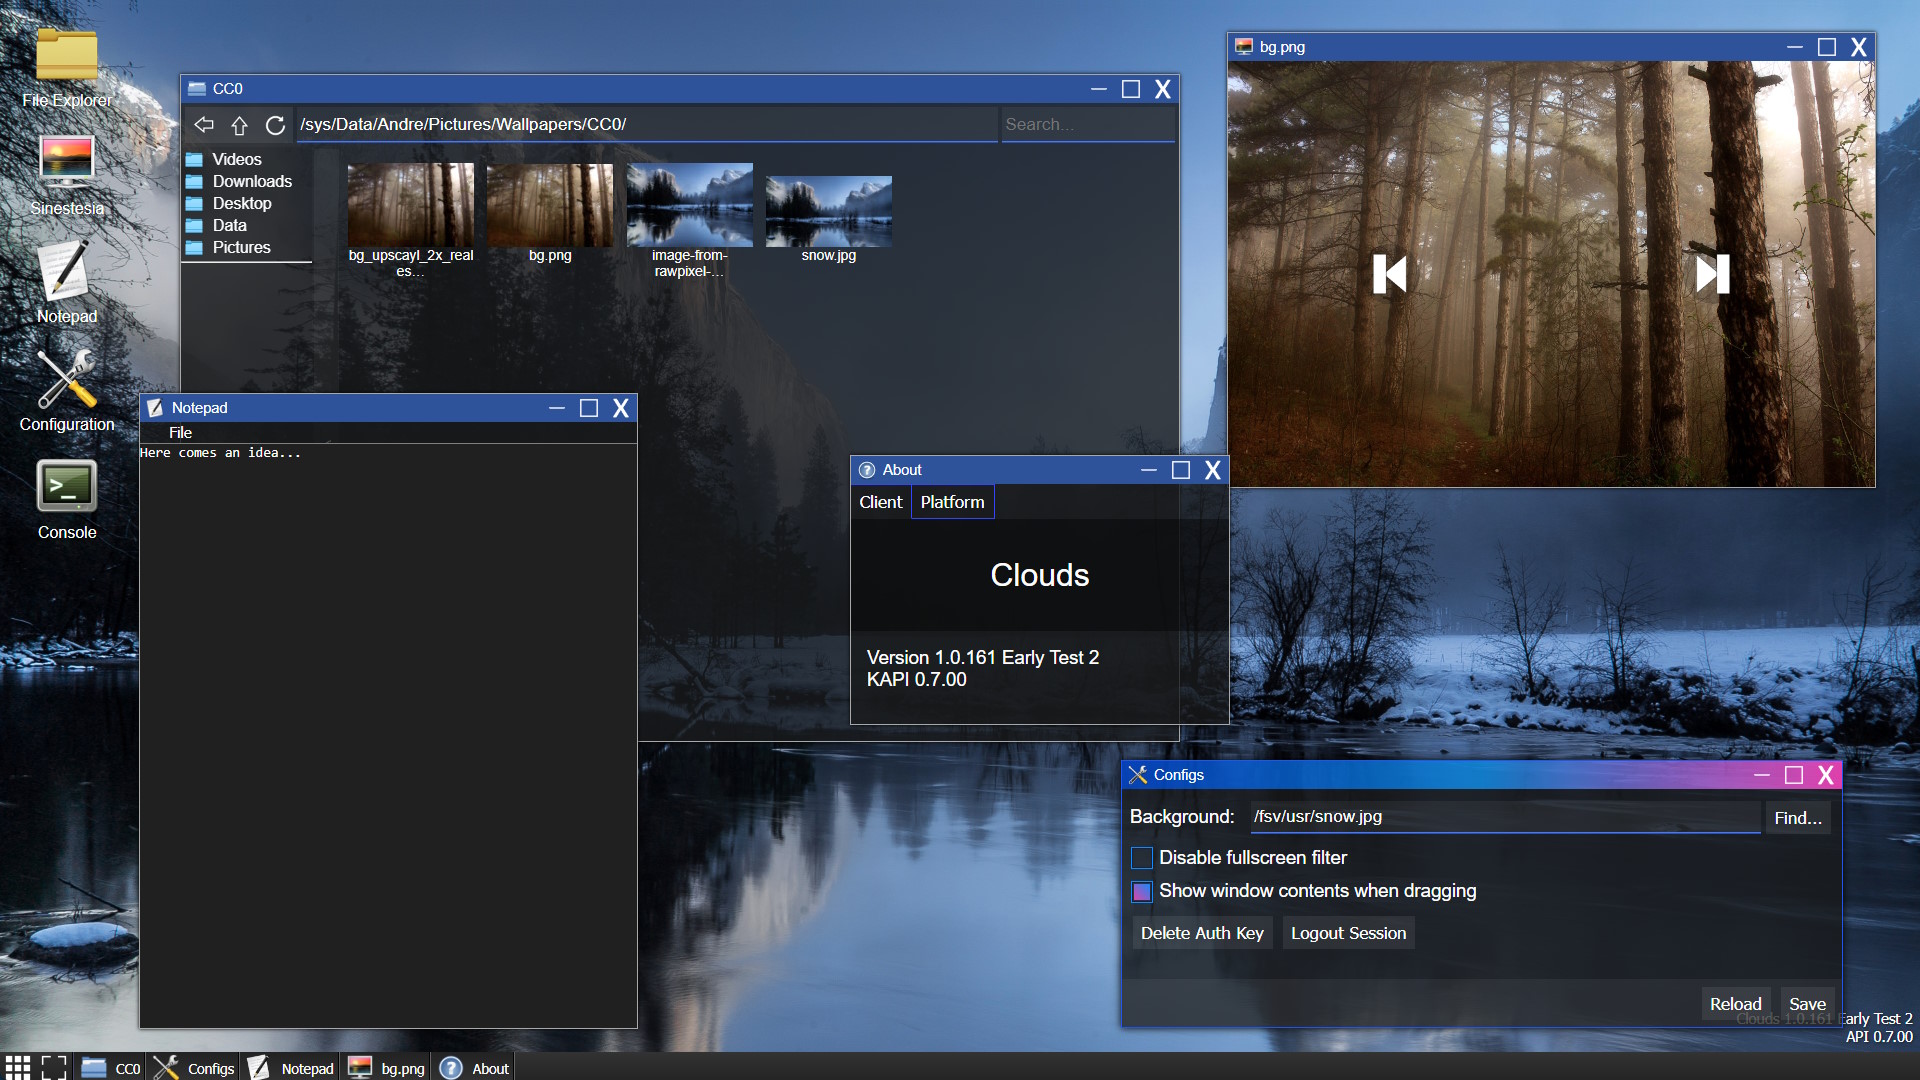 File Explorer
Sinestesia
Notepad
Configuration
Console
CC0
/sys/Data/Andre/Pictures/Wallpapers/CC0/
Search...
Videos
Downloads
Desktop
Data
Pictures
bg_upscayl_2x_real
es...
bg.png
image-from-
rawpixel-...
snow.jpg
bg.png
Notepad
File
Here comes an idea...
About
Client Platform
Clouds
Version 1.0.161 Early Test 2
KAPI 0.7.00
Configs
Background: /fsv/usr/snow.jpg Find...
Disable fullscreen filter
Show window contents when dragging
Delete Auth Key Logout Session
Reload Save
Clouds 1.0.161 Early Test 2
API 0.7.00
CC0 Configs Notepad bg.png About